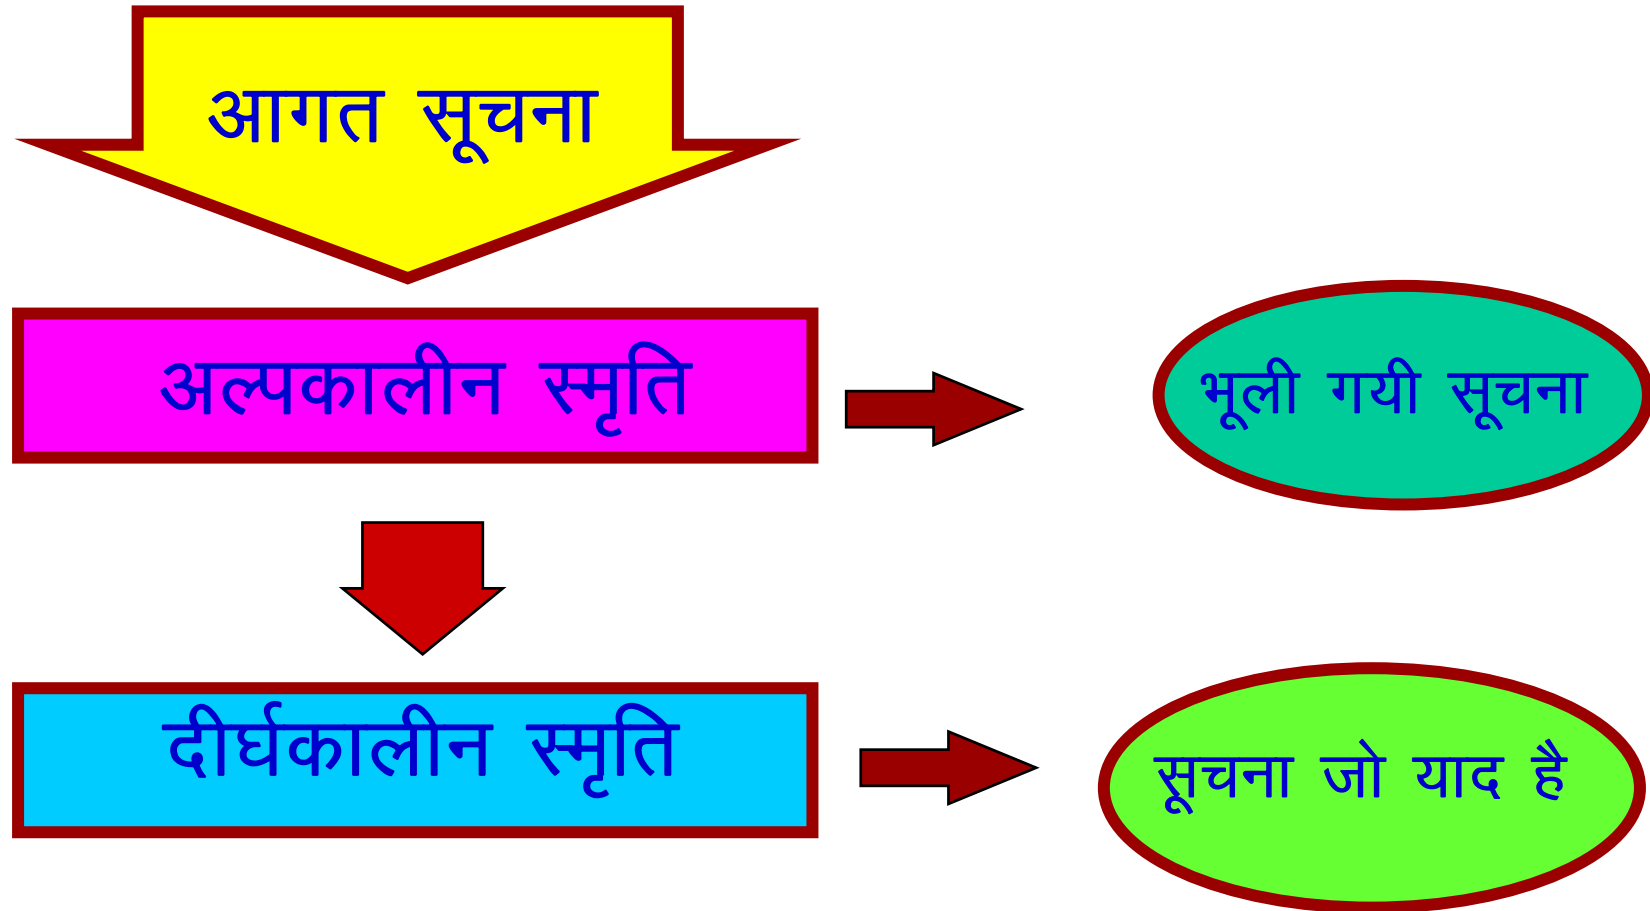 आगत सूचना
अल्पकालीन स्मृति
भूली गयी सूचना
दीर्घकालीन स्मृति
सूचना जो याद है